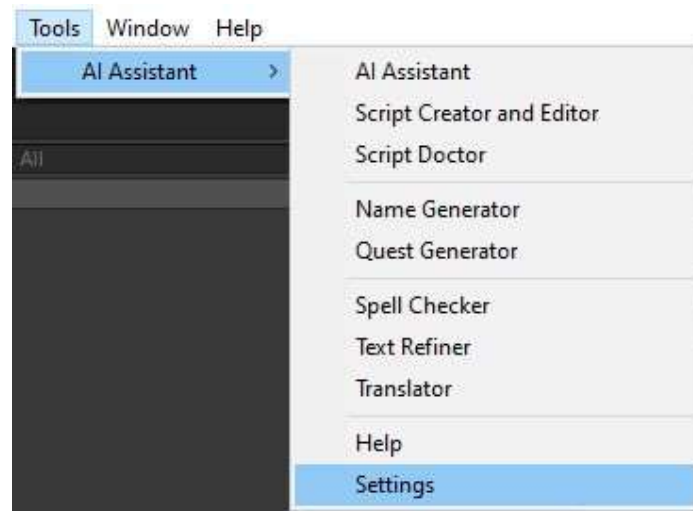 Tools Window Help
AI Assistant >
AI Assistant
Script Creator and Editor
Script Doctor
All
Name Generator
Quest Generator
Spell Checker
Text Refiner
Translator
Help
Settings